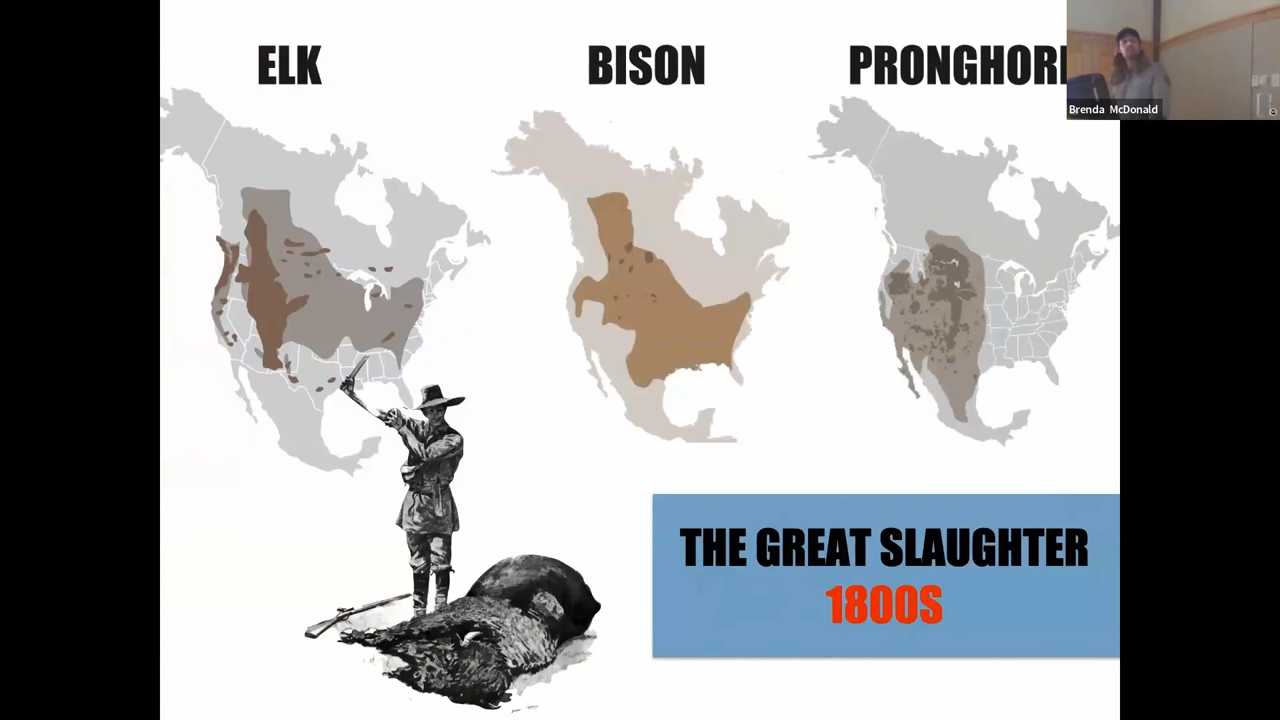 ELK
BISON
PRONGHOR
Brenda McDonald
THE GREAT SLAUGHTER
1800S